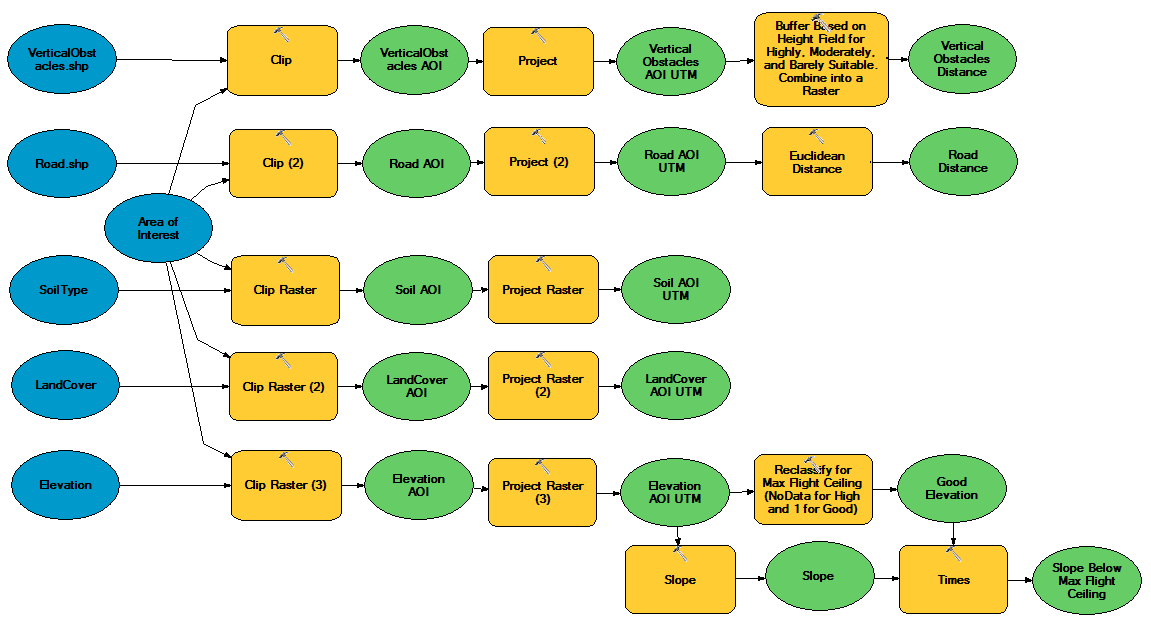 VerticalObst
acles.shp
Clip
VerticalObst
acles AOI
Project
Vertical
Obstacles
AOI UTM
Buffer Based on
Height Field for
Highly, Moderately,
and Barely Suitable.
Combine into a
Raster
Vertical
Obstacles
Distance
Road.shp
Clip (2)
Road AOI
Project (2)
Road AOI
UTM
Euclidean
Distance
Road
Distance
Area of
Interest
SoilType
Clip Raster
Soil AOI
Project Raster
Soil AOI
UTM
LandCover
Clip Raster (2)
LandCover
AOI
Project Raster
(2)
LandCover
AOI UTM
Elevation
Clip Raster (3)
Elevation
AOI
Project Raster
(3)
Elevation
AOI UTM
Reclassify for
Max Flight Ceiling
(NoData for High
and 1 for Good)
Good
Elevation
Slope
Slope
Times
Slope Below
Max Flight
Ceiling